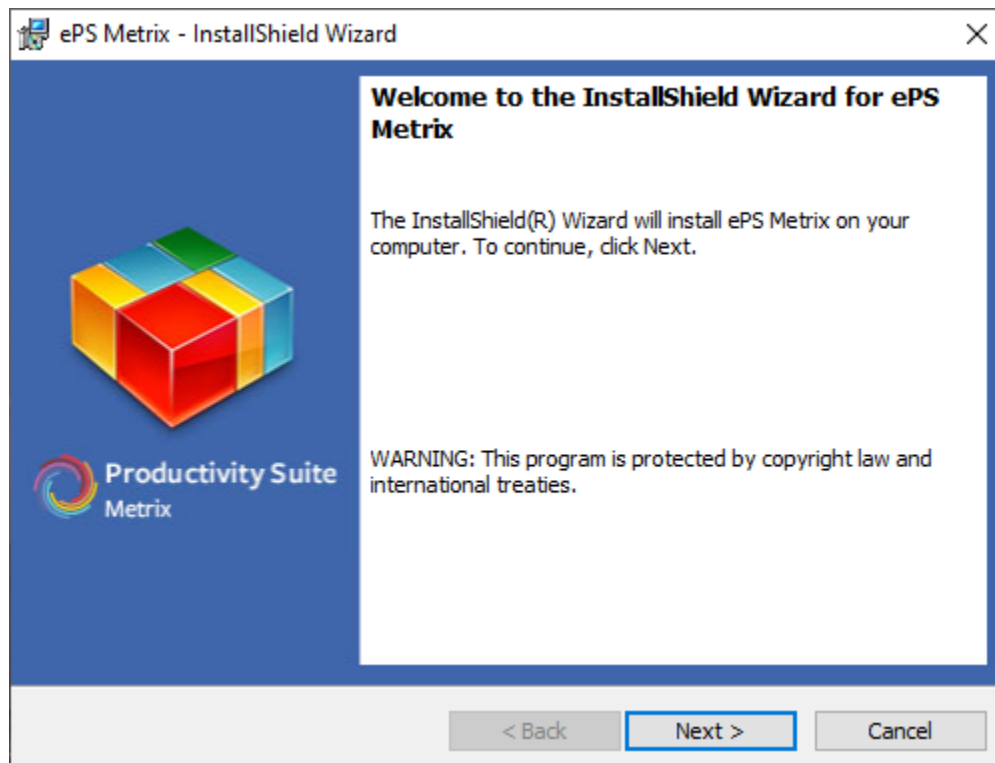 ePS Metrix - InstallShield Wizard
Welcome to the InstallShield Wizard for ePS
Metrix
The InstallShield(R) Wizard will install ePS Metrix on your
computer. To continue, click Next.
Productivity Suite
Metrix
WARNING: This program is protected by copyright law and
international treaties.
< Back
Next >
Cancel